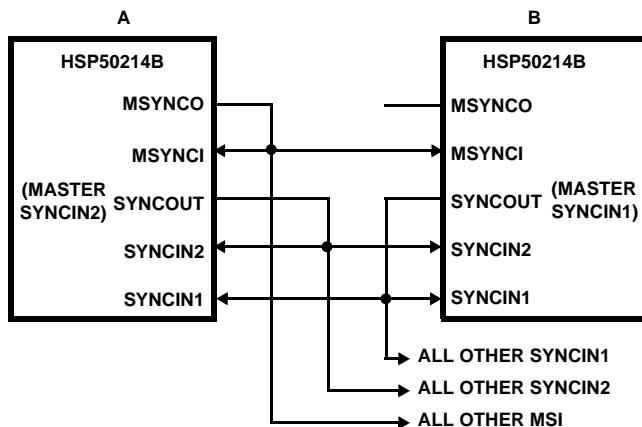 A
B
HSP50214B
HSP50214B
MSYNCO
MSYNCO
MSYNCI
MSYNCI
(MASTER
SYNCIN2)
SYNCOUT
SYNCOUT
(MASTER
SYNCIN1)
SYNCIN2
SYNCIN2
SYNCIN1
SYNCIN1
ALL OTHER SYNCIN1
ALL OTHER SYNCIN2
ALL OTHER MSI